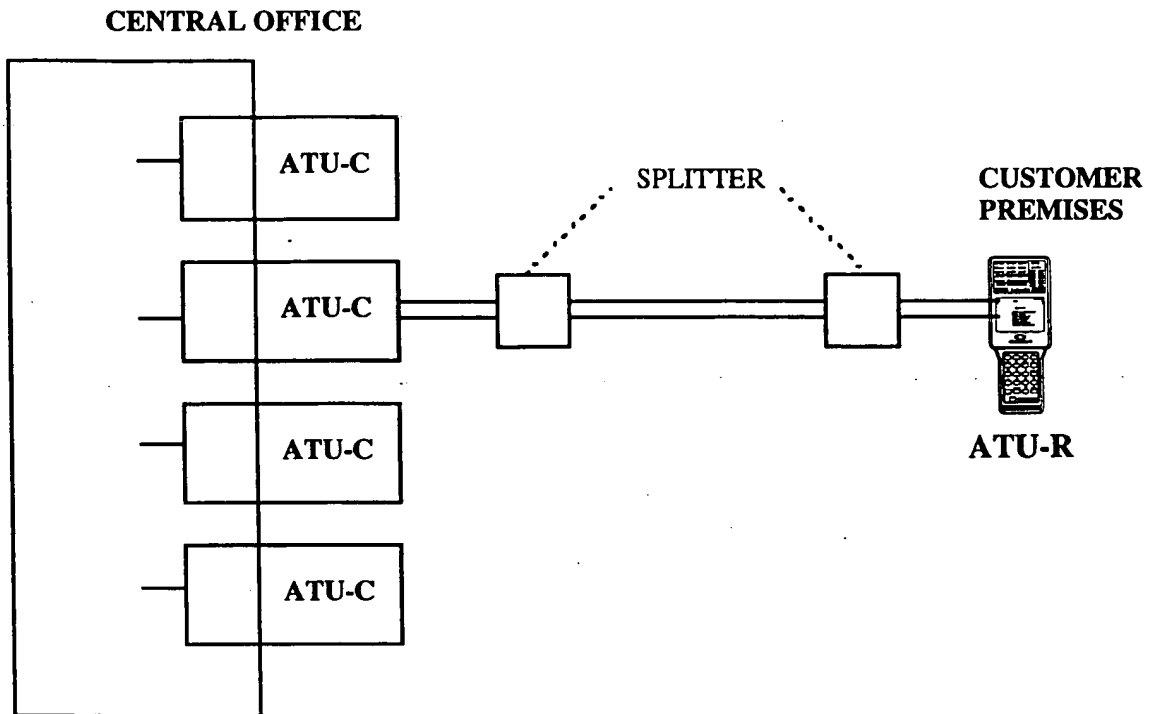 CENTRAL OFFICE
ATU-C
SPLITTER
CUSTOMER
PREMISES
ATU-C
ATU-R
ATU-C
ATU-C